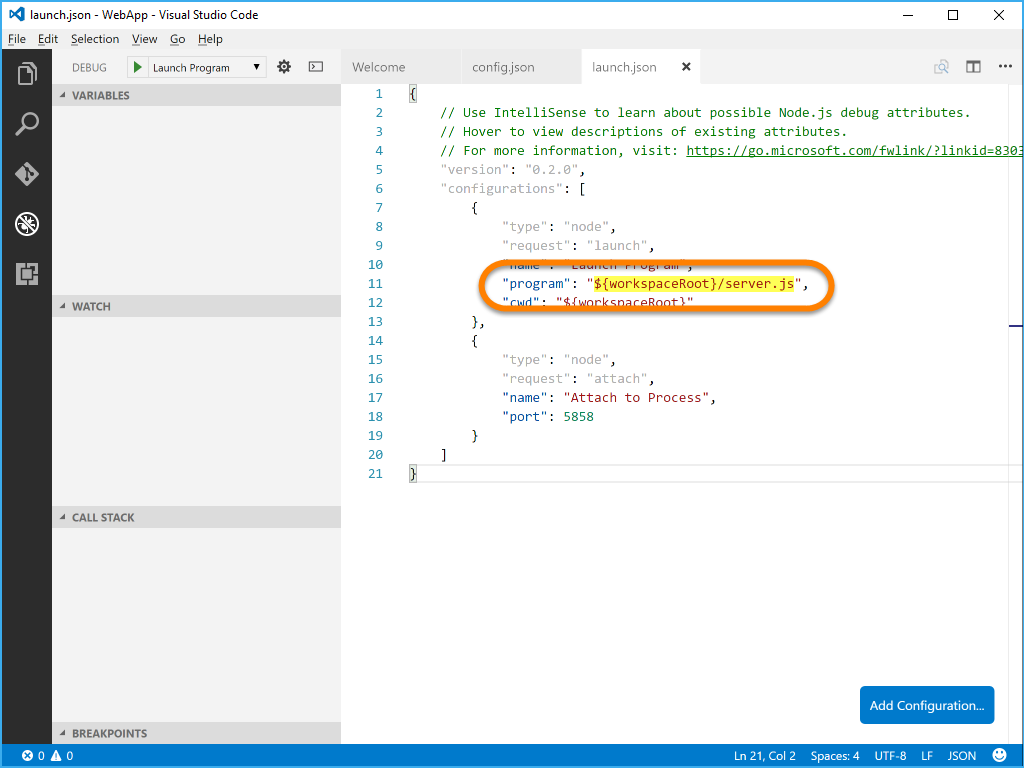 launch.json - WebApp - Visual Studio Code
File Edit Selection View Go Help
DEBUG Launch Program
Welcome config.json launch.json
VARIABLES
WATCH
CALL STACK
BREAKPOINTS
1 {
2 // Use IntelliSense to learn about possible Node.js debug attributes.
3 // Hover to view descriptions of existing attributes.
4 // For more information, visit: https://go.microsoft.com/fwlink/?linkid=8303
5 "version": "0.2.0",
6 "configurations": [
7 {
8 "type": "node",
9 "request": "launch",
10 "name": "Launch Program",
11 "program": "${workspaceRoot}/server.js",
12 "cwd": "${workspaceRoot}"
13 },
14 {
15 "type": "node",
16 "request": "attach",
17 "name": "Attach to Process",
18 "port": 5858
19 }
20 ]
21 }
Add Configuration...
0 0 Ln 21, Col 2 Spaces: 4 UTF-8 LF JSON